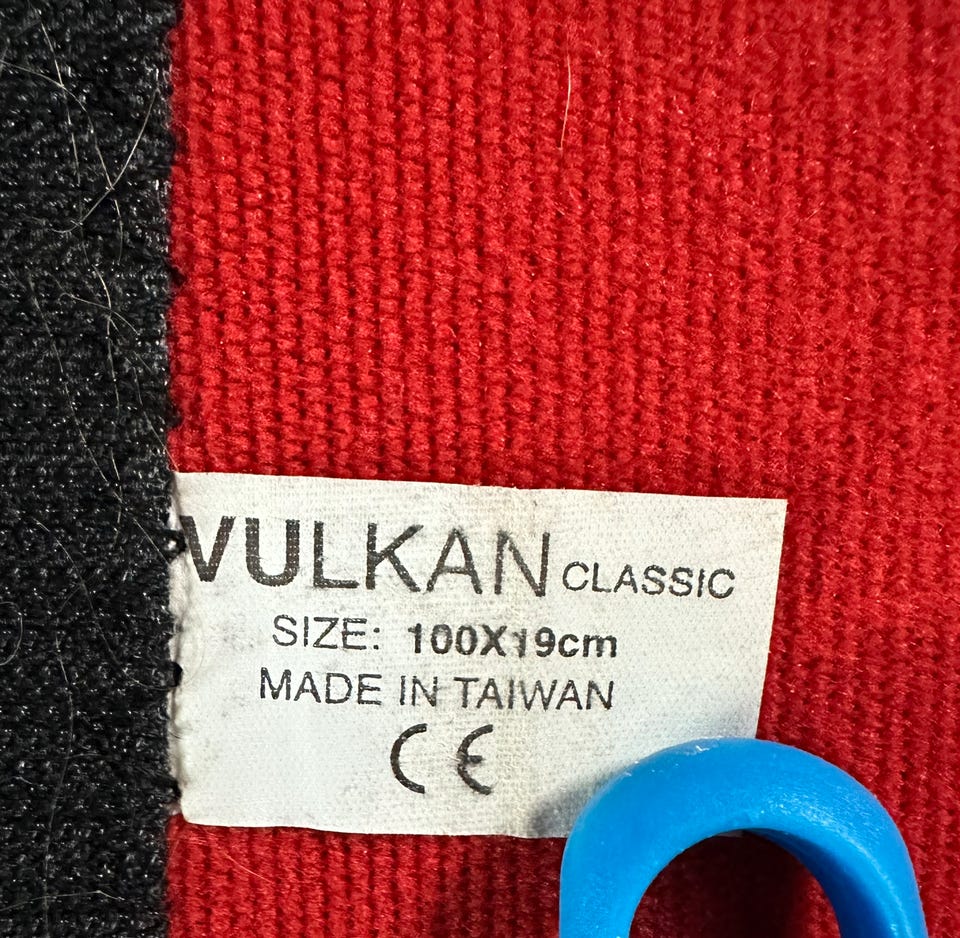 VULKAN CLASSIC
SIZE: 100X19cm
MADE IN TAIWAN
CE